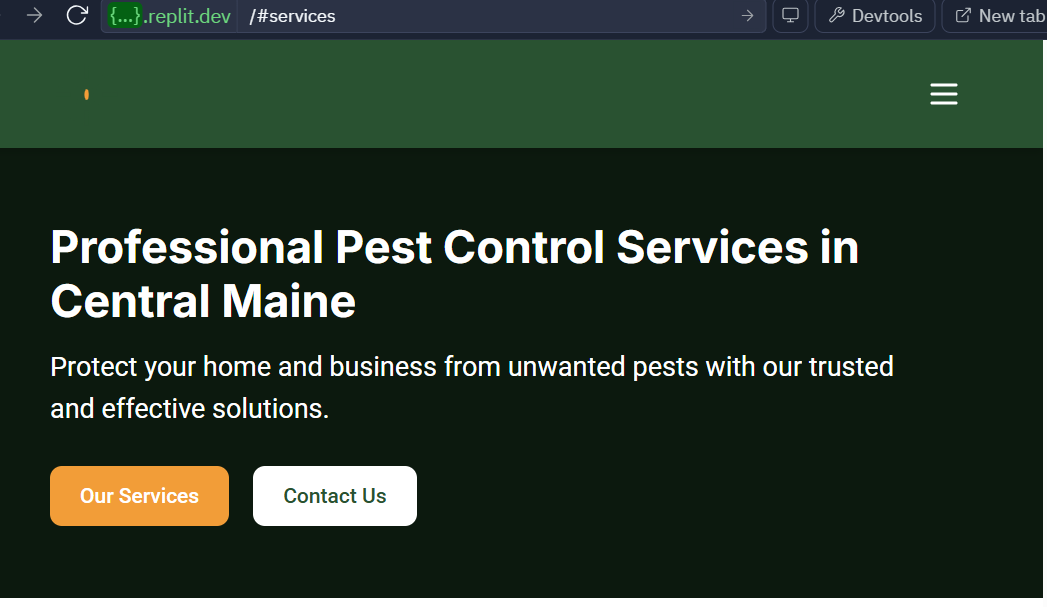 {...}.replit.dev /#services
Devtools
New tab
Professional Pest Control Services in
Central Maine
Protect your home and business from unwanted pests with our trusted
and effective solutions.
Our Services
Contact Us